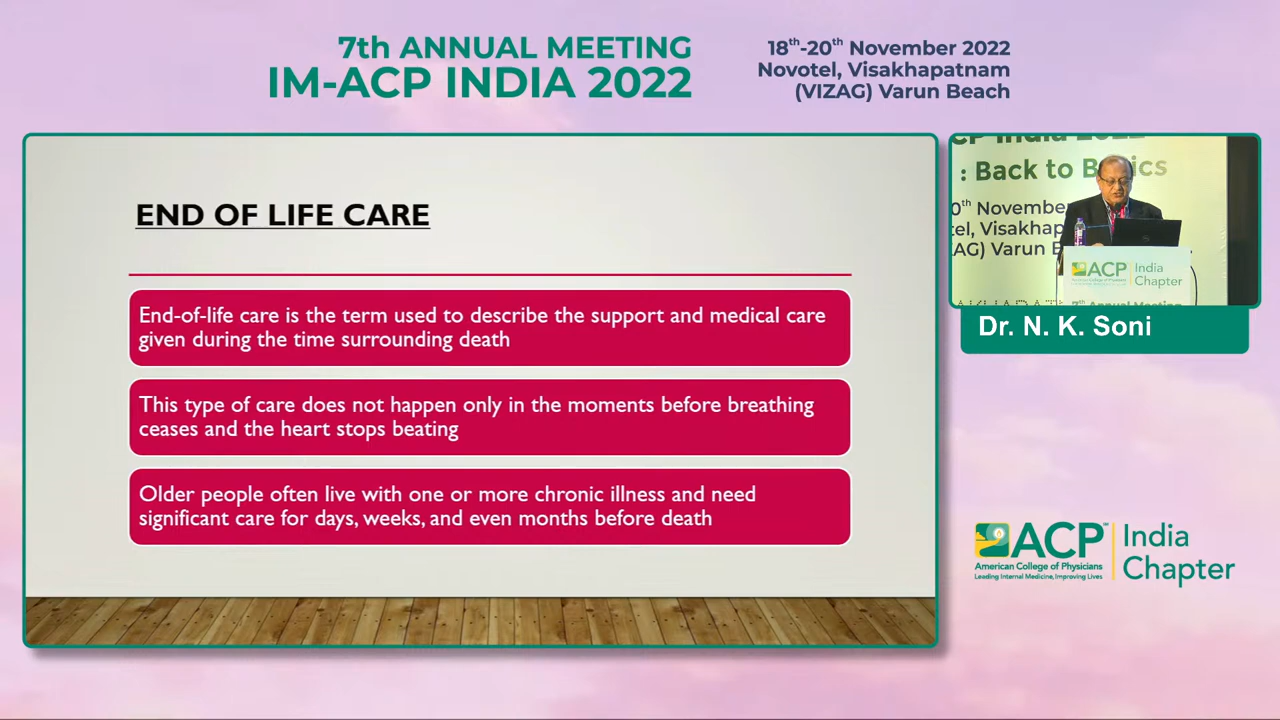 7th ANNUAL MEETING
IM-ACP INDIA 2022
18th-20th November 2022
Novotel, Visakhapatnam
(VIZAG) Varun Beach
END OF LIFE CARE
End-of-life care is the term used to describe the support and medical care
given during the time surrounding death
This type of care does not happen only in the moments before breathing
ceases and the heart stops beating
Older people often live with one or more chronic illness and need
significant care for days, weeks, and even months before death
: Back to B ics
0th November
tel, Visakhap
AG) Varun B
ACP India
Chapter
Dr. N. K. Soni
ACP™
American College of Physicians
Leading Internal Medicine, Improving Lives
India
Chapter